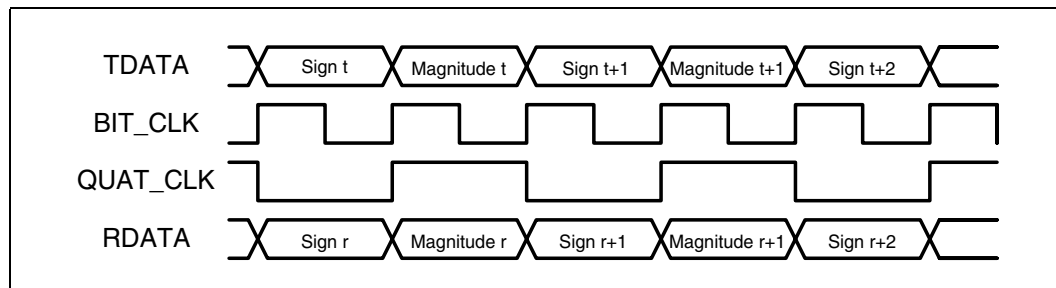 TDATA Sign t Magnitude t Sign t+1 Magnitude t+1 Sign t+2
BIT_CLK
QUAT_CLK
RDATA Sign r Magnitude r Sign r+1 Magnitude r+1 Sign r+2